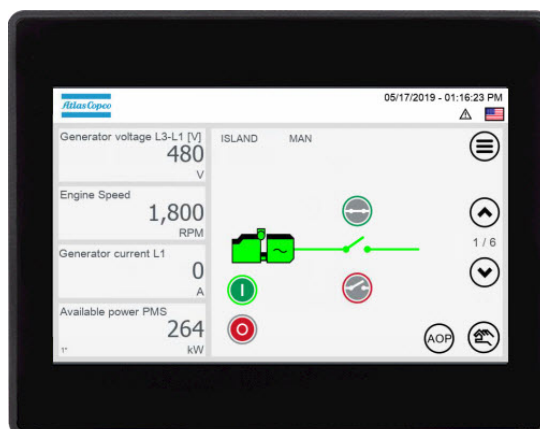 Atlas Copco
05/17/2019 - 01:16:23 PM
Generator voltage L3-L1 [V]
480
V
ISLAND MAN
Engine Speed
1,800
RPM
1 / 6
Generator current L1
0
A
I
Available power PMS
264
1* kW
O
AOP